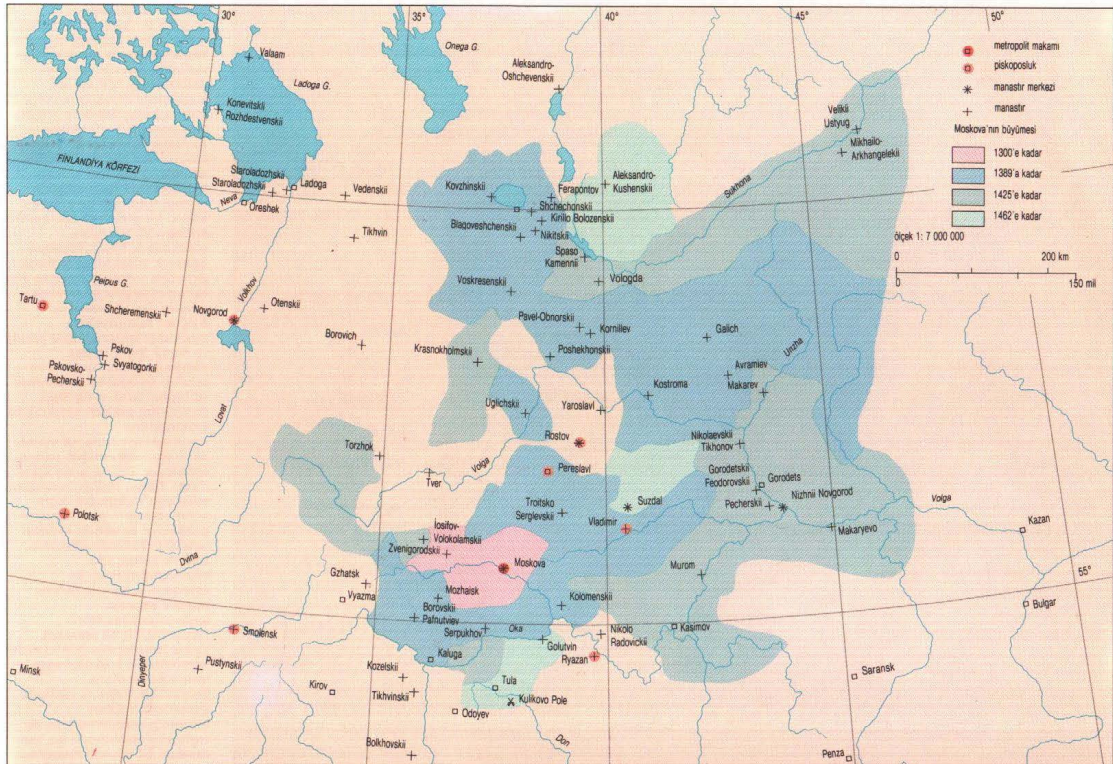 30°
35°
40°
45°
50°
Valaam
Ladoga G.
Onega G.
Konevitskii
Rozhdestvenskii
FİNLANDİYA KÖRFEZİ
Staroladozhskii
Staroladozhskii
Ladoga
Neva
Oreshek
Vedenskii
Tikhvin
Peipus G.
Tartu
Shcheremenskii
Novgorod
Volkhov
Otenskii
Borovich
Pskov
Svyatogorkii
Pskovsko-
Pecherskii
Lovat
Aleksandro-
Oshchevenskii
Kovzhinskii
Ferapontov
Shchechonskii
Kirillo Bolozenskii
Blagoveshchenskii
Nikitskii
Spaso
Kamennii
Aleksandro-
Kushenskii
Sukhona
Velikii
Ustyug
Mikhailo-
Arkhangelskii
Vologda
Voskresenskii
Pavel-Obnorskii
Kornilev
Poshekhonskii
Krasnokholmskii
Galich
Unzha
Avramiev
Makarev
Kostroma
Uglichskii
Yaroslavl
Rostov
Nikolaevskii
Tikhonov
Torzhok
Tver
Volga
Pereslavl
Gorodetskii
Feodorovskii
Gorodets
Pecherskii
Nizhnii Novgorod
Volga
Kazan
Suzdal
Troitsko
Sergievskii
Vladimir
Makaryevo
Polotsk
Dvina
İosifov-
Volokolamskii
Zvenigorodskii
Moskova
Gzhatsk
Vyazma
Mozhaisk
Borovskii
Pafnutviev
Kolomenskii
Murom
55°
Bulgar
Smolensk
Serpukhov
Oka
Golutvin
Nikolo
Radovickii
Kasimov
Ryazan
Kaluga
Minsk
Dinyeper
Pustynskii
Kozelskii
Kirov
Tikhvinskii
Tula
Kulikovo Pole
Odoyev
Saransk
Bolkhovskii
Don
Penza
metropolit makamı
piskoposluk
manastır merkezi
manastır
Moskova'nın büyümesi
1300'e kadar
1389'a kadar
1425'e kadar
1462'e kadar
ölçek 1: 7 000 000
0
200 km
0
150 mil